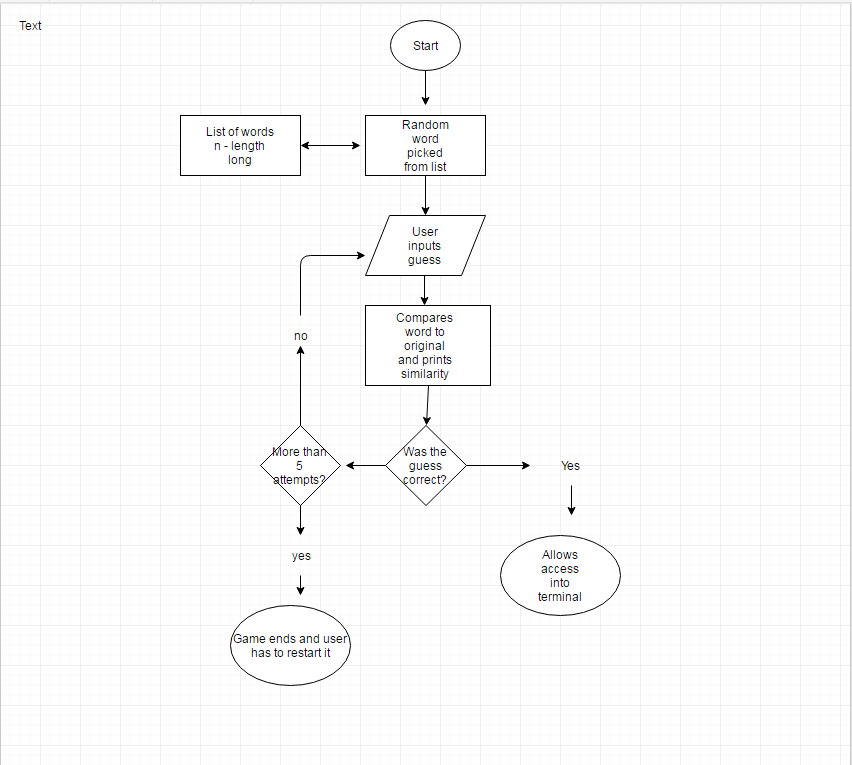 Text
Start
List of words
n - length
long
Random
word
picked
from list
User
inputs
guess
Compares
word to
original
and prints
similarity
no
More than
5
attempts?
Was the
guess
correct?
Yes
yes
Allows
access
into
terminal
Game ends and user
has to restart it